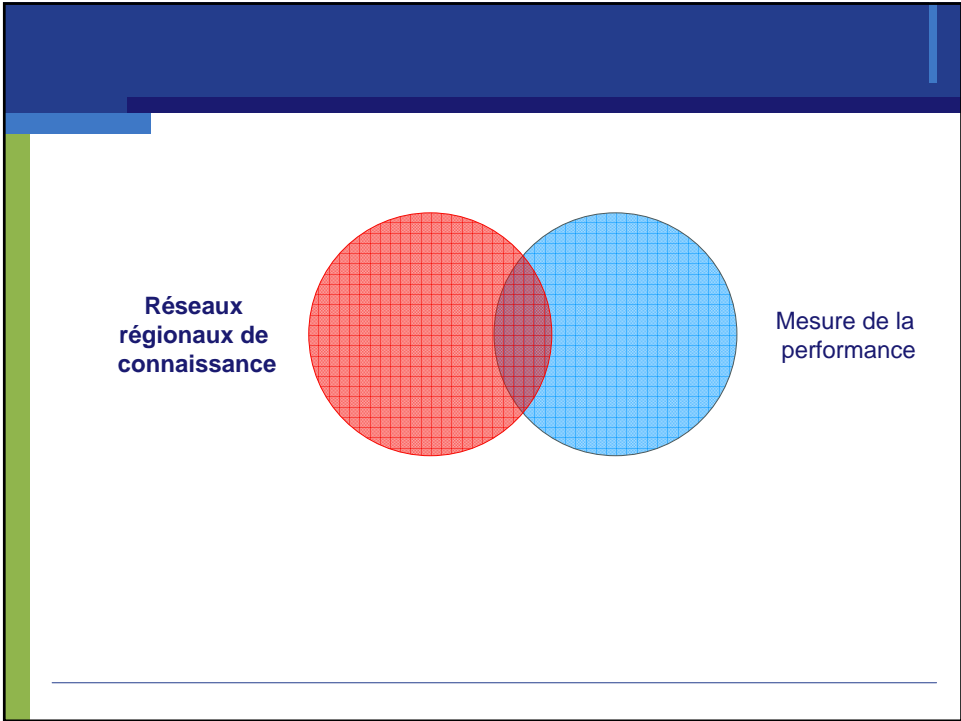 Réseaux
régionaux de
connaissance
Mesure de la
performance